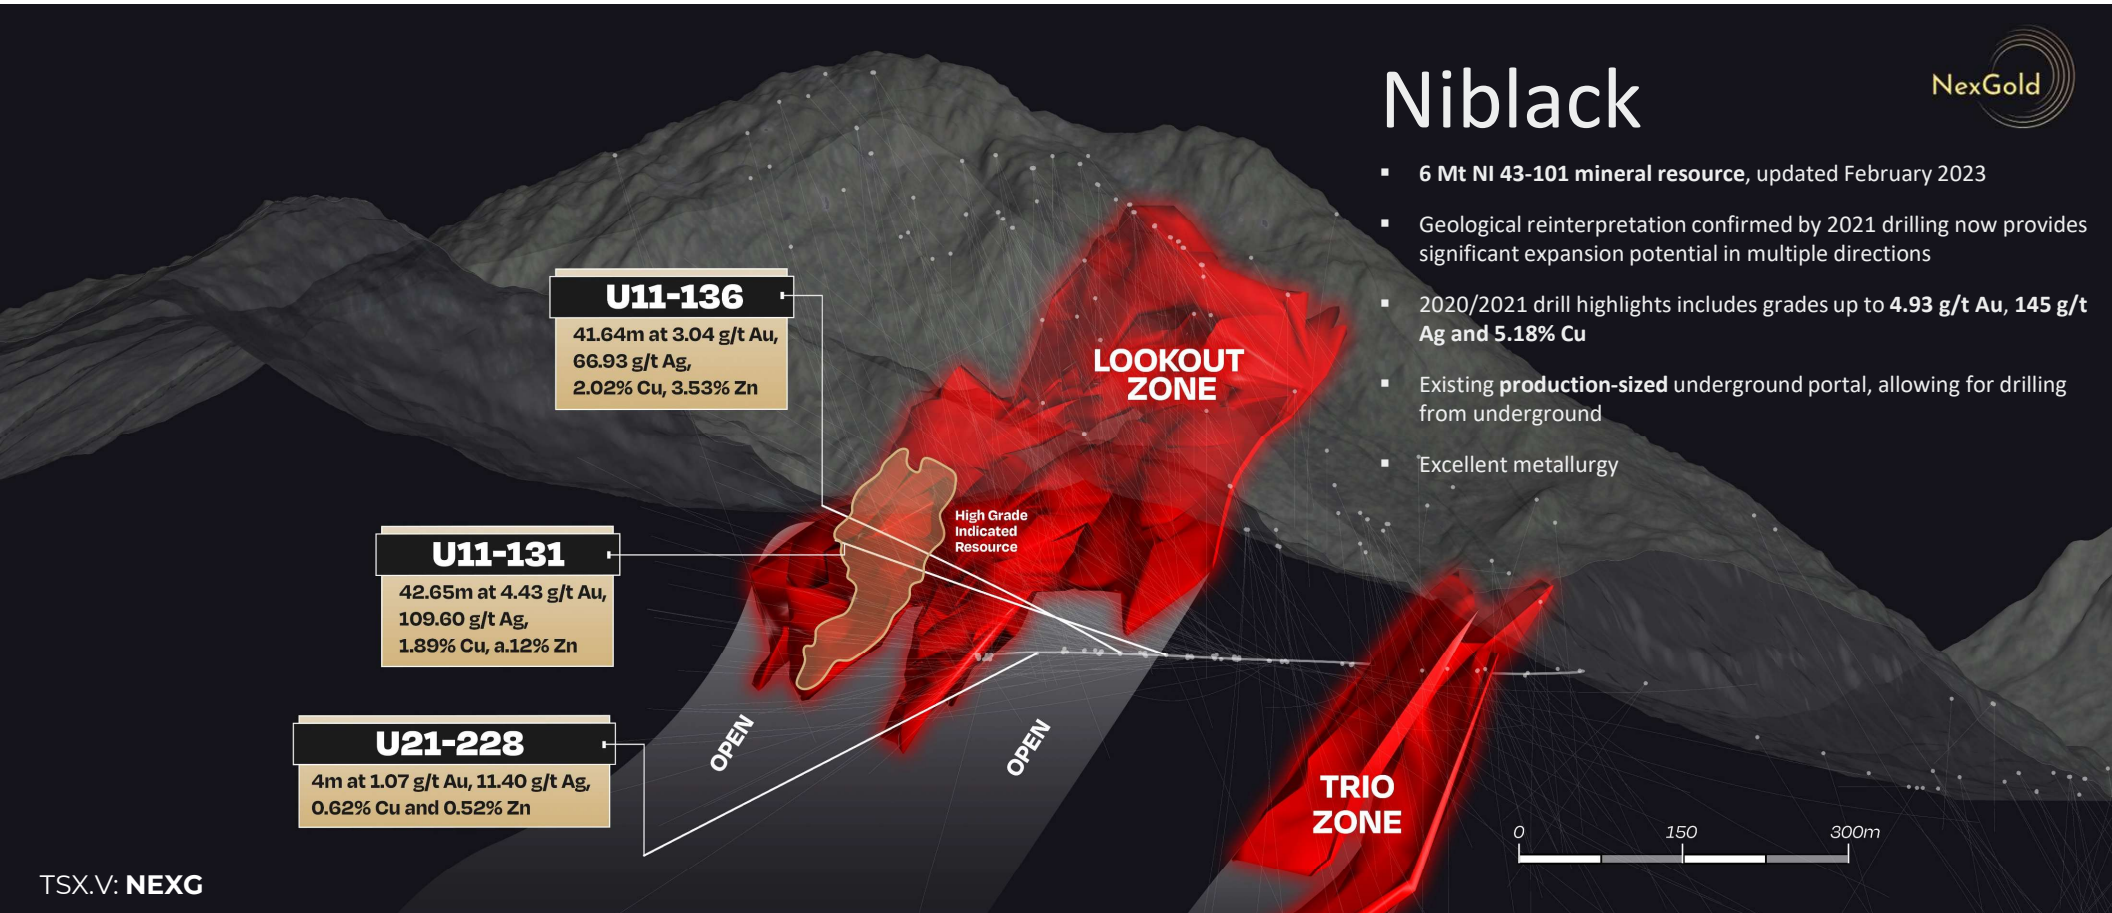 Niblack
NexGold
▪ 6 Mt NI 43-101 mineral resource, updated February 2023
▪ Geological reinterpretation confirmed by 2021 drilling now provides
significant expansion potential in multiple directions
▪ 2020/2021 drill highlights includes grades up to 4.93 g/t Au, 145 g/t
Ag and 5.18% Cu
▪ Existing production-sized underground portal, allowing for drilling
from underground
▪ Excellent metallurgy
U11-136
41.64m at 3.04 g/t Au,
66.93 g/t Ag,
2.02% Cu, 3.53% Zn
LOOKOUT
ZONE
High Grade
Indicated
Resource
U11-131
42.65m at 4.43 g/t Au,
109.60 g/t Ag,
1.89% Cu, a.12% Zn
U21-228
4m at 1.07 g/t Au, 11.40 g/t Ag,
0.62% Cu and 0.52% Zn
OPEN
OPEN
TRIO
ZONE
0 150 300m
TSX.V: NEXG